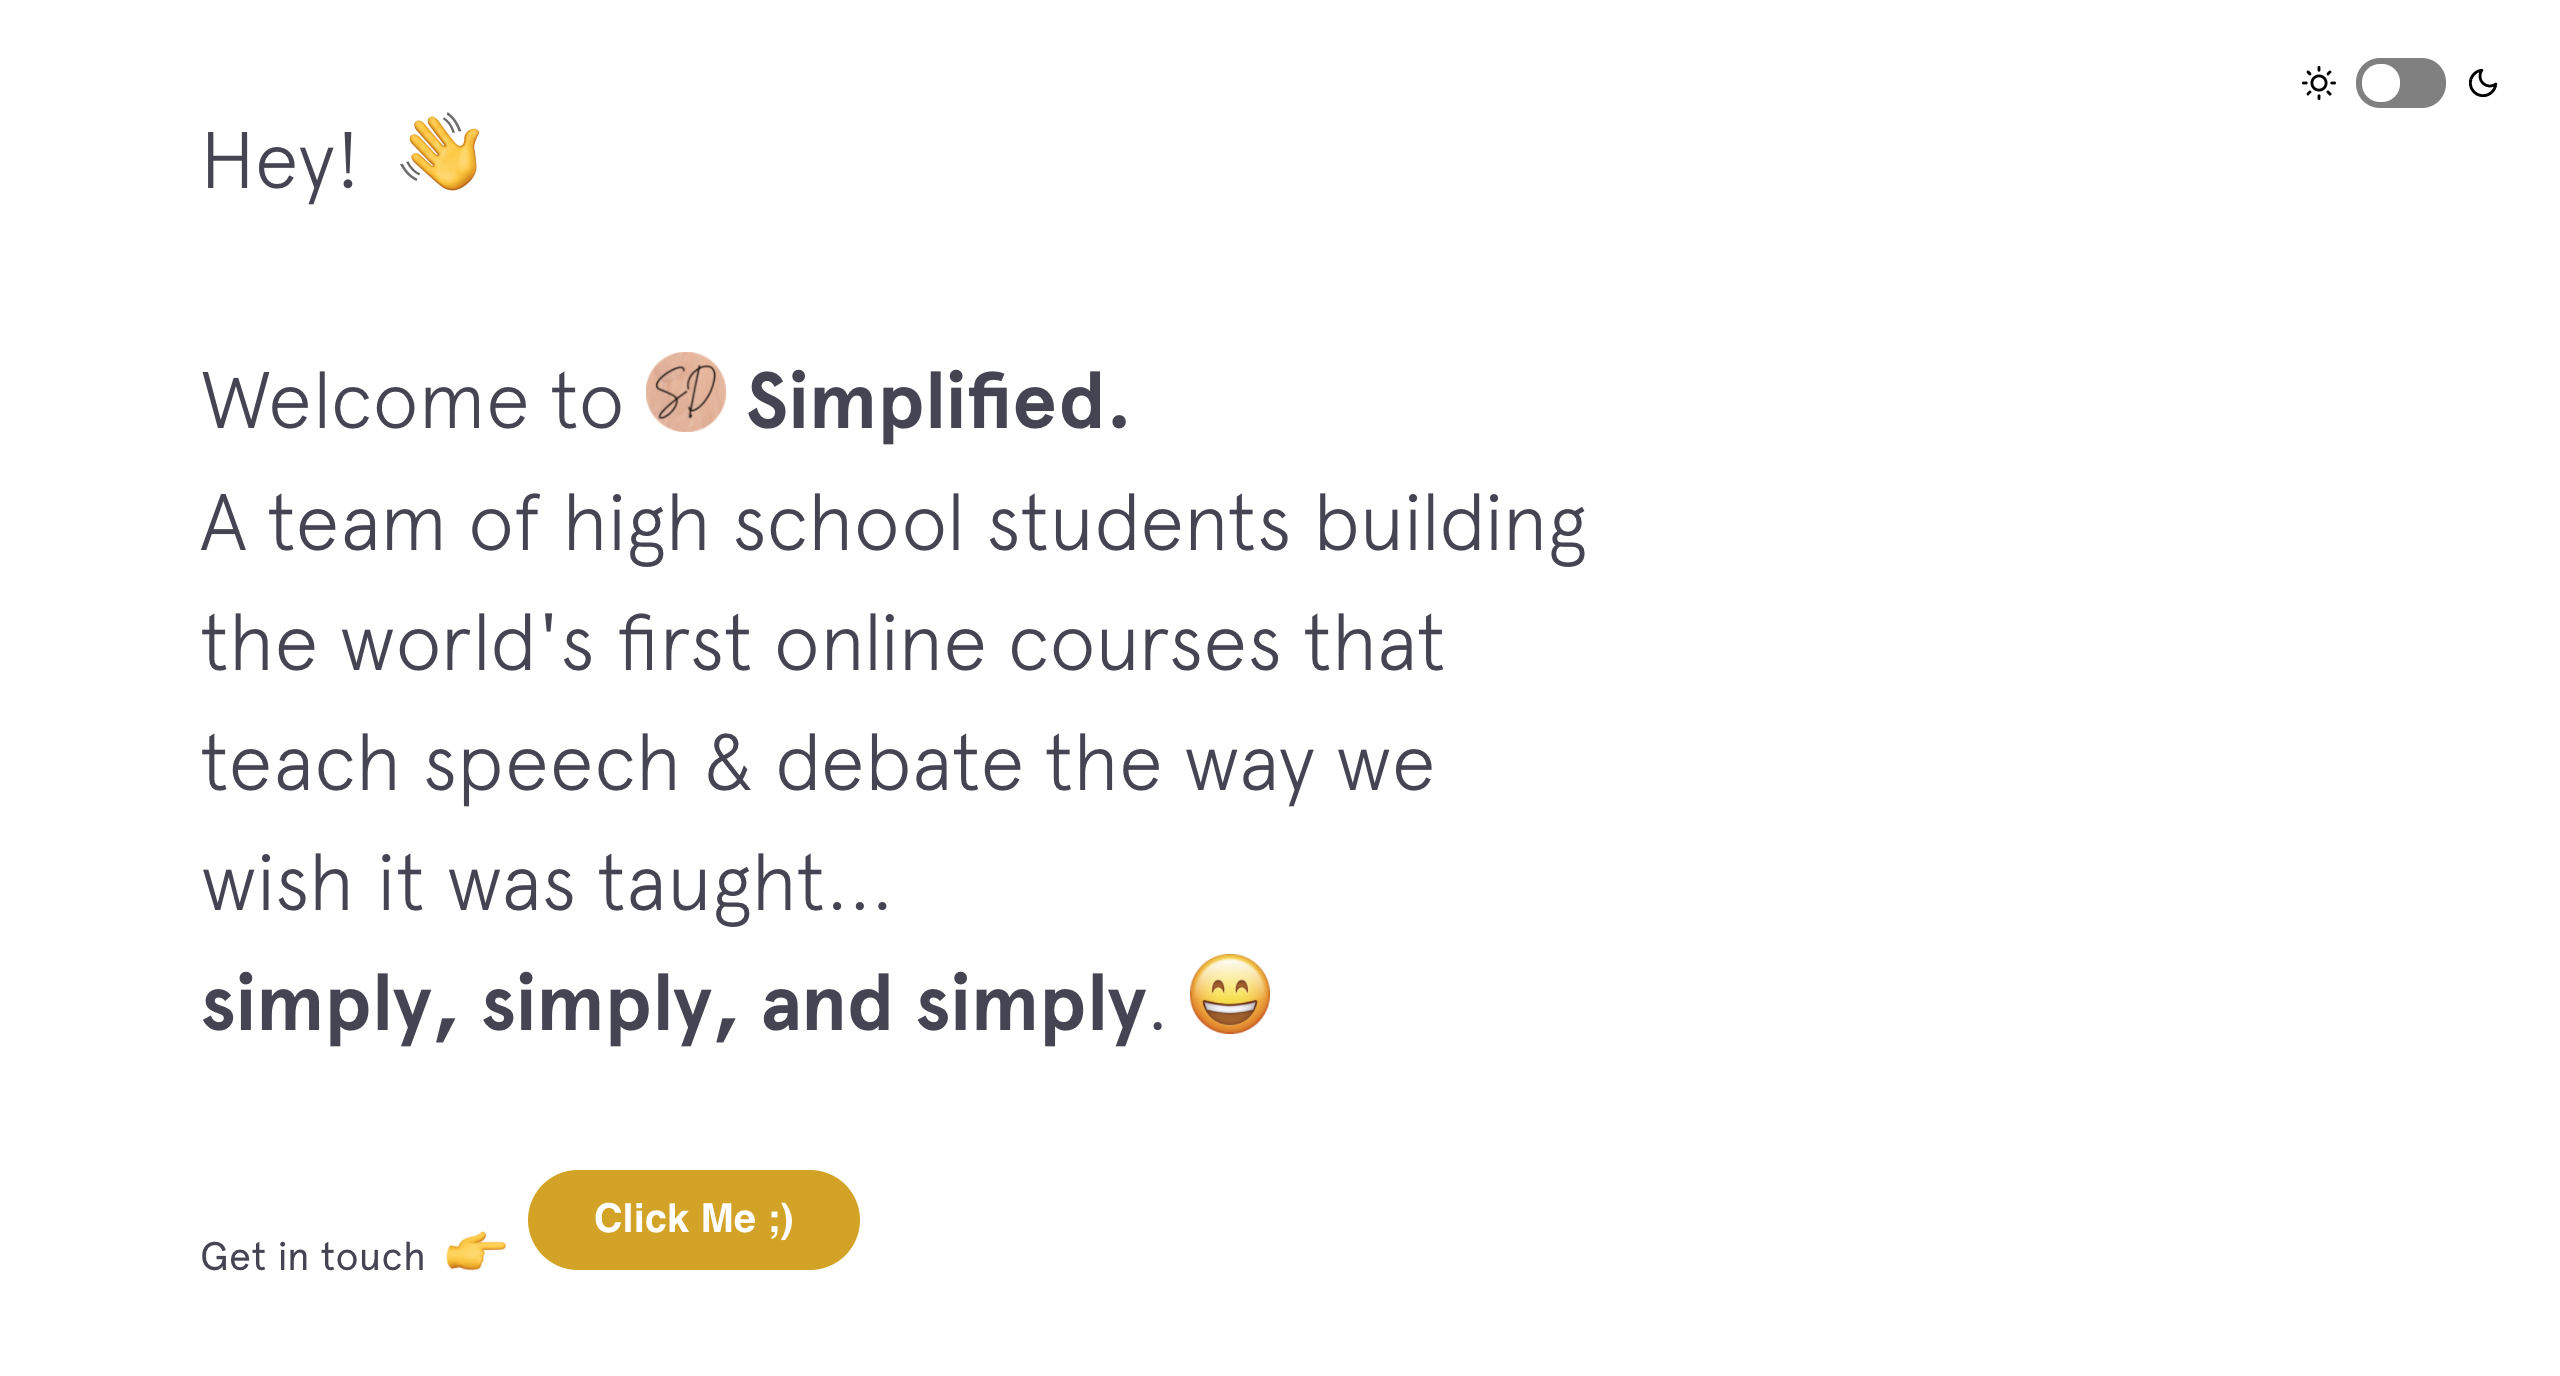 Hey! 👋
Welcome to SD Simplified.
A team of high school students building
the world's first online courses that
teach speech & debate the way we
wish it was taught...
simply, simply, and simply. 😄
Get in touch 👉 Click Me ;)